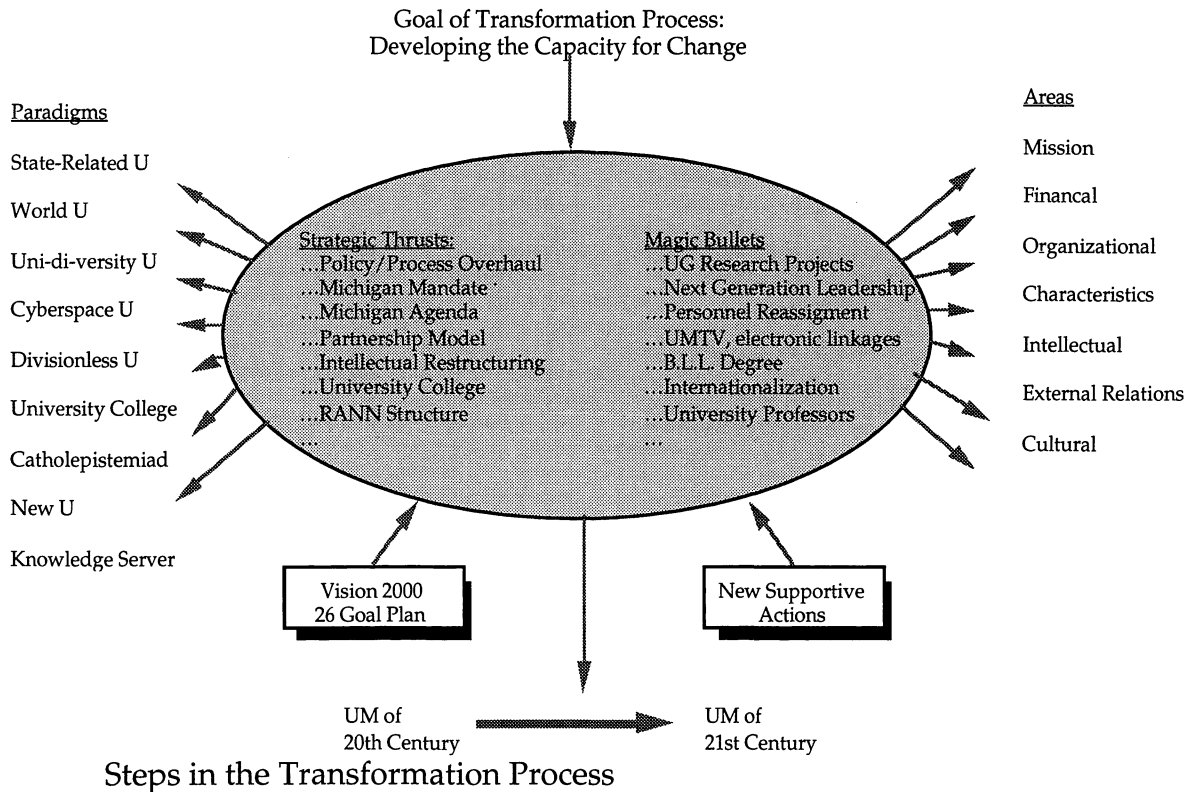 Goal of Transformation Process:
Developing the Capacity for Change
Paradigms
State-Related U
World U
Uni-di-versity U
Cyberspace U
Divisionless U
University College
Catholepistemiad
New U
Knowledge Server
Strategic Thrusts:
...Policy/Process Overhaul
...Michigan Mandate
...Michigan Agenda
...Partnership Model
...Intellectual Restructuring
...University College
...RANN Structure
...
Magic Bullets
...UG Research Projects
...Next Generation Leadership
...Personnel Reassigment
...UMTV, electronic linkages
...B.L.L. Degree
...Internationalization
...University Professors
...
Areas
Mission
Financal
Organizational
Characteristics
Intellectual
External Relations
Cultural
Vision 2000
26 Goal Plan
New Supportive
Actions
UM of
20th Century
UM of
21st Century
Steps in the Transformation Process